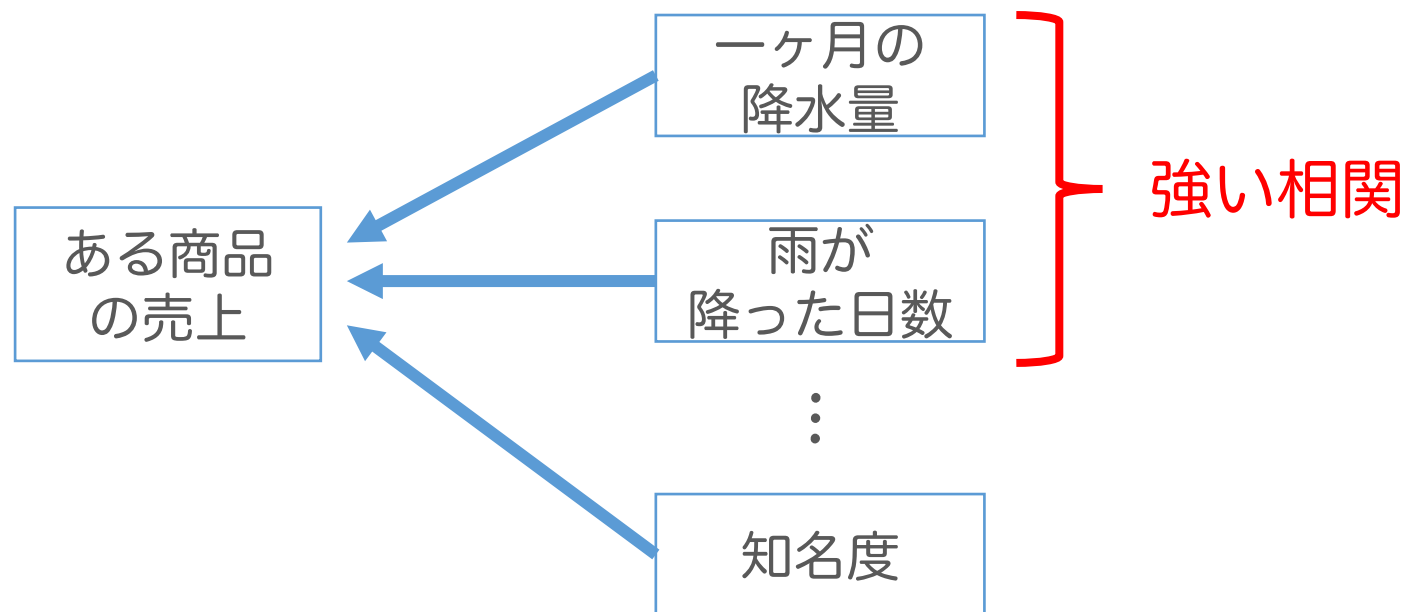 一ヶ月の
降水量
強い相関
ある商品
の売上
雨が
降った日数
⋮
知名度